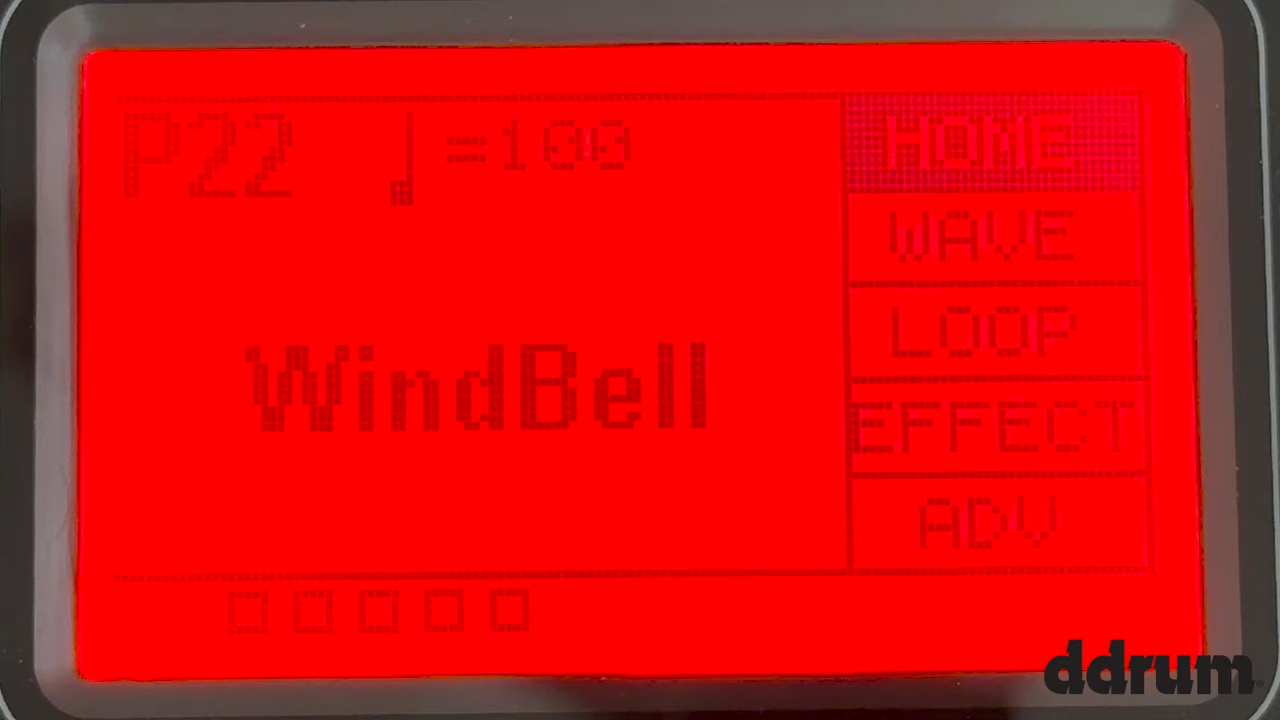 P22 ♩=100
HOME
WAVE
LOOP
EFFECT
ADV
WindBell
ddrum